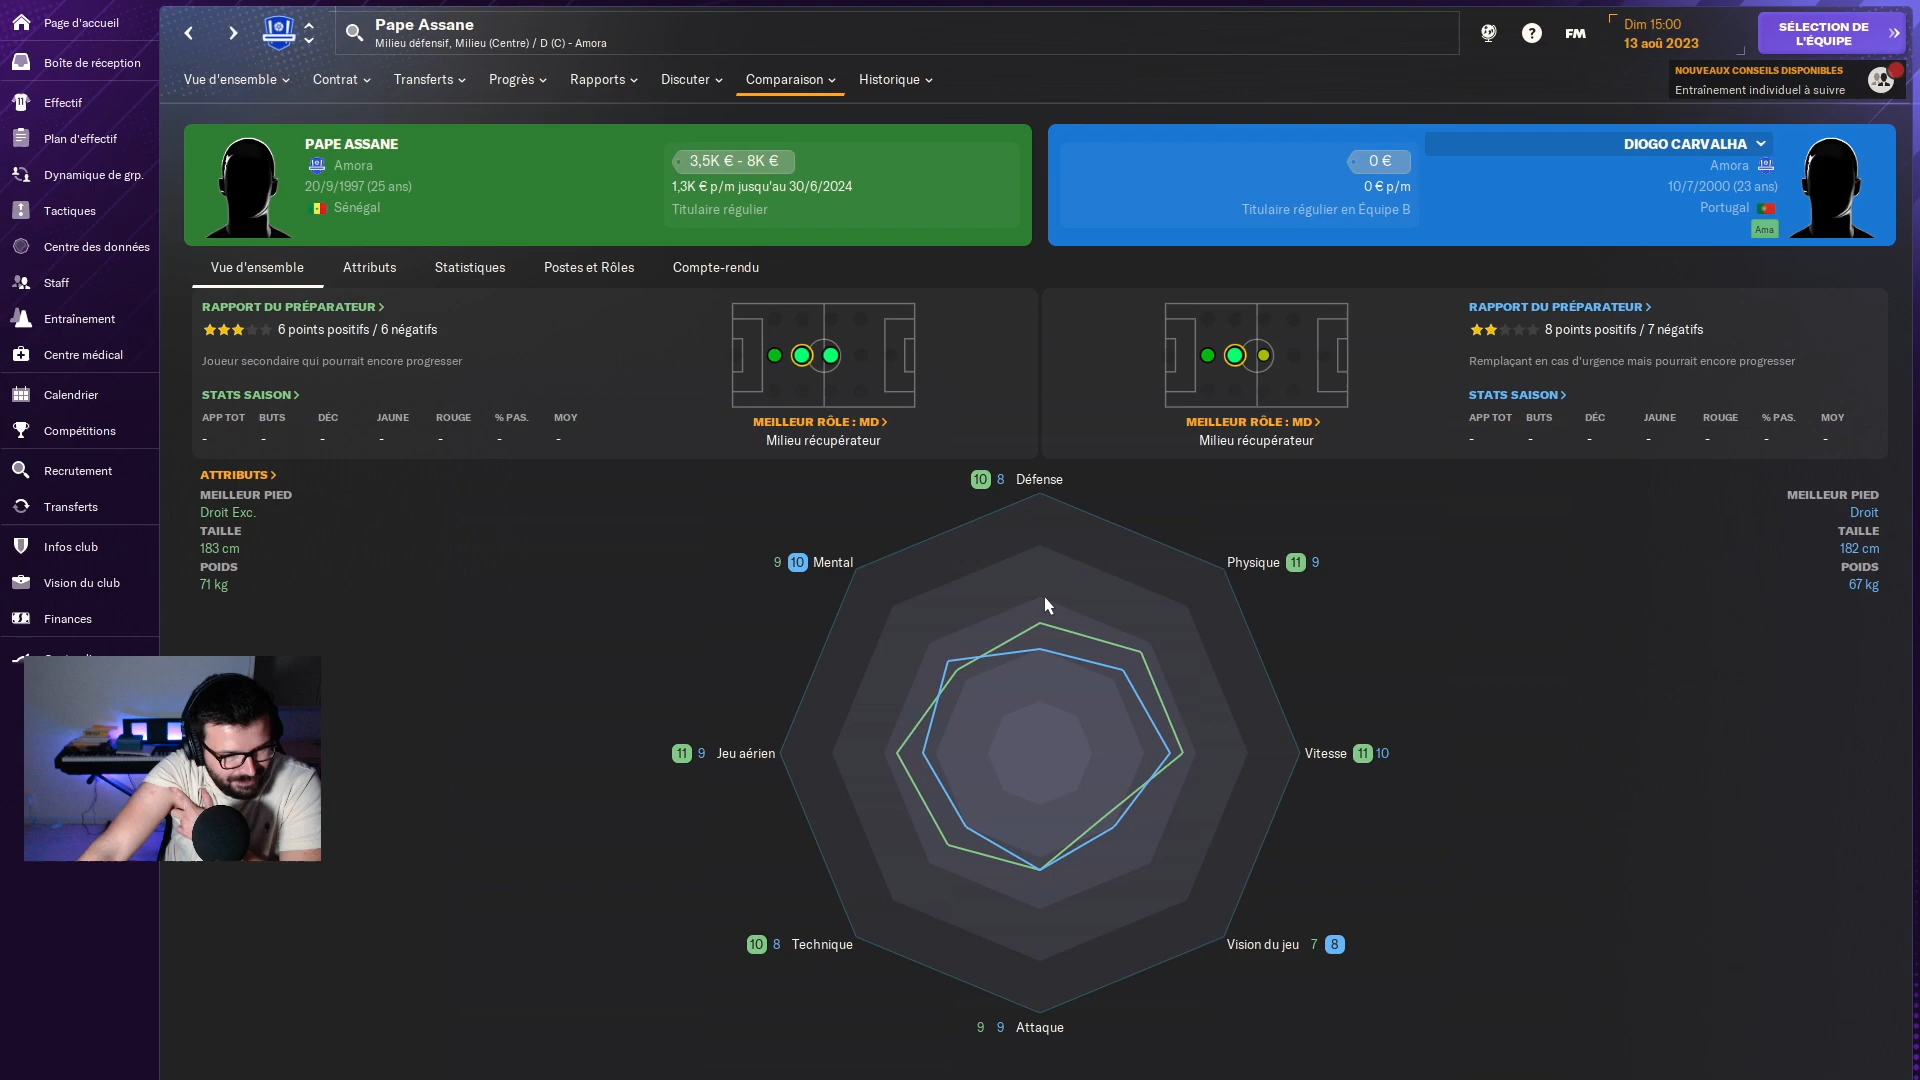 Page d'accueil
Boîte de réception
Effectif
Plan d'effectif
Dynamique de grp.
Tactiques
Centre des données
Staff
Entraînement
Centre médical
Calendrier
Compétitions
Recrutement
Transferts
Infos club
Vision du club
Finances
Pape Assane
Milieu défensif, Milieu (Centre) / D (C) - Amora
?
FM
Dim 15:00
13 aoû 2023
SÉLECTION DE
L'ÉQUIPE
Vue d'ensemble
Contrat
Transferts
Progrès
Rapports
Discuter
Comparaison
Historique
NOUVEAUX CONSEILS DISPONIBLES
Entraînement individuel à suivre
PAPE ASSANE
Amora
20/9/1997 (25 ans)
Sénégal
3,5K € - 8K €
1,3K € p/m jusqu'au 30/6/2024
Titulaire régulier
0 €
0 € p/m
Titulaire régulier en Équipe B
DIOGO CARVALHA
Amora
10/7/2000 (23 ans)
Portugal
Ama
Vue d'ensemble
Attributs
Statistiques
Postes et Rôles
Compte-rendu
RAPPORT DU PRÉPARATEUR >
6 points positifs / 6 négatifs
Joueur secondaire qui pourrait encore progresser
STATS SAISON >
APP TOT BUTS DÉC JAUNE ROUGE % PAS. MOY
- - - - - - -
MEILLEUR RÔLE : MD >
Milieu récupérateur
MEILLEUR RÔLE : MD >
Milieu récupérateur
RAPPORT DU PRÉPARATEUR >
8 points positifs / 7 négatifs
Remplaçant en cas d'urgence mais pourrait encore progresser
STATS SAISON >
APP TOT BUTS DÉC JAUNE ROUGE % PAS. MOY
- - - - - - -
ATTRIBUTS >
MEILLEUR PIED
Droit Exc.
TAILLE
183 cm
POIDS
71 kg
10 8 Défense
9 10 Mental
Physique 11 9
11 9 Jeu aérien
Vitesse 11 10
10 8 Technique
Vision du jeu 7 8
9 9 Attaque
MEILLEUR PIED
Droit
TAILLE
182 cm
POIDS
67 kg